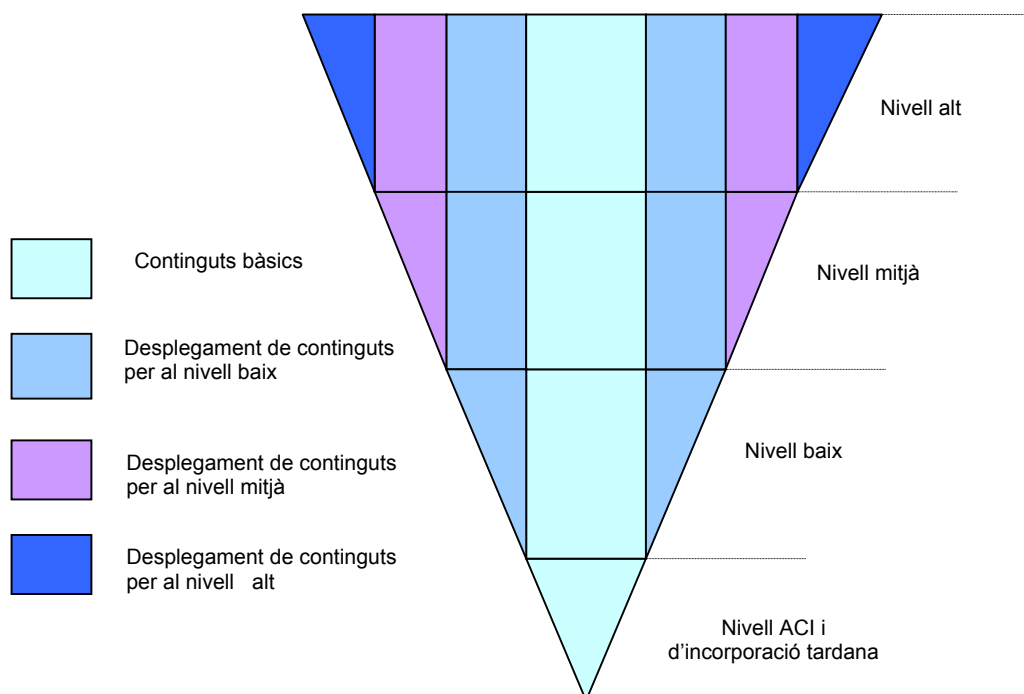 Nivell alt
Continguts bàsics
Nivell mitjà
Desplegament de continguts
per al nivell baix
Nivell baix
Desplegament de continguts
per al nivell mitjà
Desplegament de continguts
per al nivell alt
Nivell ACI i
d'incorporació tardana